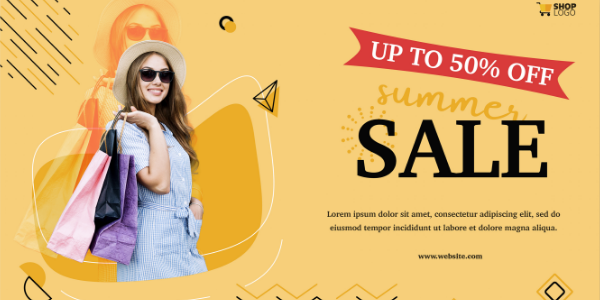 SHOP
LOGO
UP TO 50% OFF
summer
SALE
Lorem ipsum dolor sit amet, consectetur adipiscing elit, sed do
eiusmod tempor incididunt ut labore et dolore magna aliqua.
www.website.com